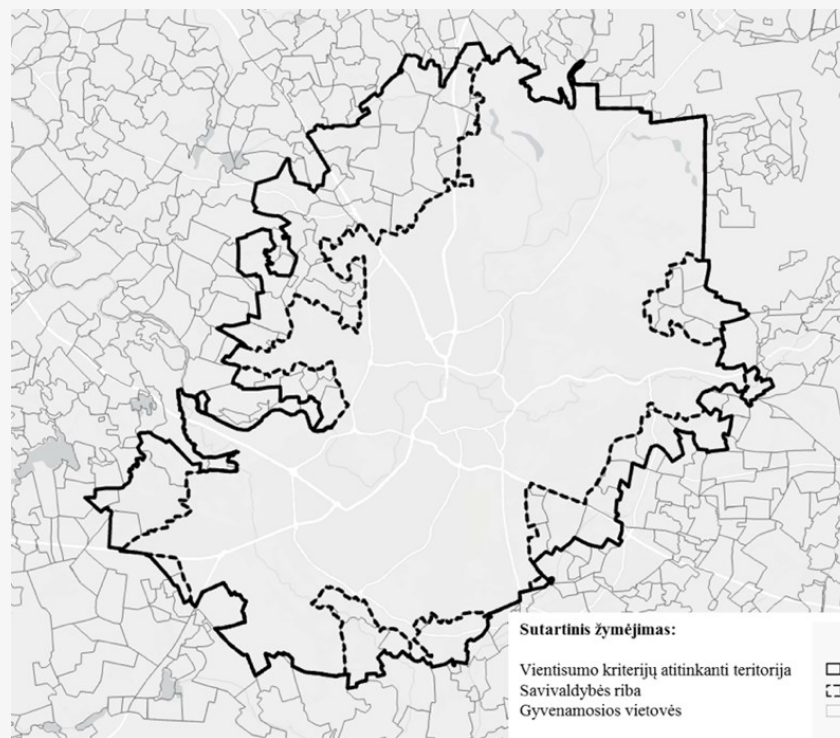 Sutartinis žymėjimas:
Vientisumo kriterijų atitinkanti teritorija
Savivaldybės riba
Gyvenamosios vietovės